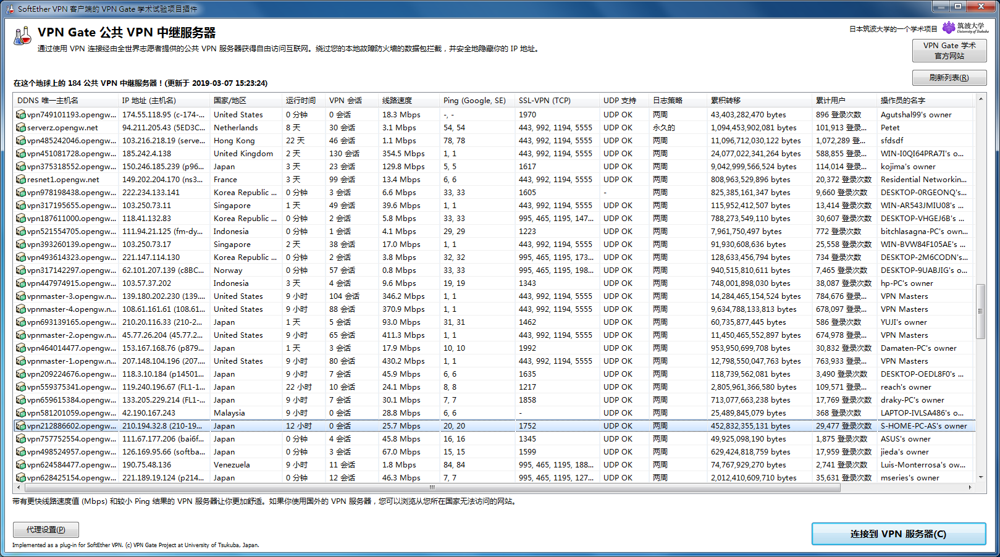 SoftEther VPN 客户端的 VPN Gate 学术试验项目插件
VPN Gate 公共 VPN 中继服务器
日本筑波大学的一个学术项目 筑波大学 University of Tsukuba
通过使用 VPN 连接经由全世界志愿者提供的公共 VPN 服务器获得自由访问互联网。绕过您的本地故障防火墙的数据包拦截，并安全地隐藏你的 IP 地址。
VPN Gate 学术
官方网站
在这个地球上的 184 公共 VPN 中继服务器！(更新于 2019-03-07 15:23:24)
刷新列表(R)
DDNS 唯一主机名 IP 地址 (主机名) 国家/地区 运行时间 VPN 会话 线路速度 Ping (Google, SE) SSL-VPN (TCP) UDP 支持 日志策略 累积转移 累计用户 操作员的名字
vpn749101193.opengw... 174.55.118.95 (c-174-... United States 0 分钟 0 会话 18.3 Mbps -, - 1970 UDP OK 两周 43,403,282,470 bytes 896 登录次数 Agutshal99's owner
serverz.opengw.net 94.211.205.43 (5ED3C... Netherlands 8 天 30 会话 3.1 Mbps 54, 54 443, 992, 1194, 5555 UDP OK 永久的 1,094,453,902,081 bytes 101,913 登录... Petet
vpn485242046.opengw... 103.216.218.19 (serve... Hong Kong 22 天 46 会话 1.1 Mbps 78, 78 443, 992, 1194, 5555 UDP OK 两周 11,096,712,030,122 bytes 1,072,289 登... sfdsdf
vpn451081728.opengw... 185.242.4.138 United Kingdom 2 天 130 会话 354.5 Mbps 1, 1 443, 992, 1194, 5555 UDP OK 两周 24,077,022,341,264 bytes 588,855 登录... WIN-I0QI64PRA7I's o...
vpn375318552.opengw... 150.246.185.239 (p96... Japan 3 天 23 会话 129.8 Mbps 5, 5 1617 UDP OK 两周 9,042,999,566,524 bytes 114,014 登录... kojima's owner
resnet1.opengw.net 149.202.204.170 (ns3... France 3 天 99 会话 13.4 Mbps 6, 6 443, 992, 1194, 5555 UDP OK 两周 808,963,529,896 bytes 20,372 登录次数 Residential Networkin...
vpn978198438.opengw... 222.234.133.141 Korea Republic ... 0 分钟 3 会话 6.6 Mbps 33, 33 1605 - 两周 825,385,161,347 bytes 9,660 登录次数 DESKTOP-0RGEONQ's...
vpn317195655.opengw... 103.250.73.11 Singapore 1 天 49 会话 39.6 Mbps 1, 1 443, 992, 1194, 5555 UDP OK 两周 115,952,412,507 bytes 13,414 登录次数 WIN-AR543JMIU08's ...
vpn187611000.opengw... 118.41.132.83 Korea Republic ... 0 分钟 2 会话 5.8 Mbps 33, 33 995, 465, 1195, 147... UDP OK 两周 788,273,549,110 bytes 30,607 登录次数 DESKTOP-VHGEJ6B's ...
vpn521554705.opengw... 111.94.21.125 (fm-dy... Indonesia 0 分钟 1 会话 4.1 Mbps 29, 29 1223 UDP OK 两周 7,961,750,497 bytes 772 登录次数 bitchlasagna-PC's own...
vpn393260139.opengw... 103.250.73.17 Singapore 2 天 38 会话 17.0 Mbps 1, 1 443, 992, 1194, 5555 UDP OK 两周 91,930,608,636 bytes 25,558 登录次数 WIN-BVW84F105AE's ...
vpn493614323.opengw... 221.147.114.130 Korea Republic ... 0 分钟 2 会话 3.8 Mbps 32, 32 995, 465, 1195, 173... UDP OK 两周 128,633,456,794 bytes 734 登录次数 DESKTOP-2M6CODN's...
vpn317142297.opengw... 62.101.207.139 (c8BC... Norway 0 分钟 57 会话 0.8 Mbps 33, 33 995, 465, 1195, 198... UDP OK 两周 940,515,810,611 bytes 7,465 登录次数 DESKTOP-9UABJIG's o...
vpn447974915.opengw... 103.57.37.202 Indonesia 3 天 4 会话 9.6 Mbps 19, 19 1343 UDP OK 两周 748,001,898,030 bytes 38,087 登录次数 hp-PC's owner
vpnmaster-3.opengw.n... 139.180.202.230 (139.... United States 9 小时 104 会话 346.2 Mbps 1, 1 443, 992, 1194, 5555 UDP OK 两周 14,284,465,154,524 bytes 784,676 登录... VPN Masters
vpnmaster-4.opengw.n... 108.61.161.61 (108.61... United States 9 小时 88 会话 370.9 Mbps 1, 1 443, 992, 1194, 5555 UDP OK 两周 9,634,788,133,813 bytes 678,097 登录... VPN Masters
vpn693139165.opengw... 210.20.116.33 (210-2... Japan 1 天 5 会话 93.0 Mbps 31, 31 1462 UDP OK 两周 60,735,877,445 bytes 586 登录次数 YUJI's owner
vpnmaster-2.opengw.n... 45.77.26.204 (45.77.2... United States 9 小时 65 会话 411.3 Mbps 1, 1 443, 992, 1194, 5555 UDP OK 两周 11,450,465,552,897 bytes 674,978 登录... VPN Masters
vpn464014477.opengw... 153.167.168.76 (p879... Japan 1 天 3 会话 17.9 Mbps 10, 10 1992 UDP OK 两周 953,950,699,708 bytes 30,832 登录次数 Damaten-PC's owner
vpnmaster-1.opengw.n... 207.148.104.196 (207.... United States 9 小时 80 会话 430.2 Mbps 1, 1 443, 992, 1194, 5555 UDP OK 两周 12,798,550,047,763 bytes 763,933 登录... VPN Masters
vpn209224676.opengw... 118.3.10.184 (p14501... Japan 9 小时 7 会话 45.9 Mbps 6, 6 1635 UDP OK 两周 118,739,562,081 bytes 3,490 登录次数 DESKTOP-OEDL8F0's ...
vpn559375341.opengw... 119.240.196.67 (FL1-1... Japan 22 小时 10 会话 24.1 Mbps 8, 8 1217 UDP OK 两周 2,805,961,366,580 bytes 109,571 登录... reach's owner
vpn659615384.opengw... 133.205.229.214 (FL1-... Japan 9 小时 7 会话 30.1 Mbps 7, 7 1858 UDP OK 两周 713,077,663,238 bytes 17,769 登录次数 draky-PC's owner
vpn581201059.opengw... 42.190.167.243 Malaysia 9 小时 0 会话 28.8 Mbps 6, 6 - UDP OK 两周 25,489,845,079 bytes 368 登录次数 LAPTOP-IVLSA486's o...
vpn212886602.opengw... 210.194.32.8 (210-19... Japan 12 小时 0 会话 25.7 Mbps 20, 20 1752 UDP OK 两周 452,832,355,131 bytes 29,477 登录次数 S-HOME-PC-AS's owner
vpn757752554.opengw... 111.67.177.206 (bai6f... Japan 0 分钟 4 会话 45.8 Mbps 16, 16 1345 UDP OK 两周 49,925,098,190 bytes 1,875 登录次数 ASUS's owner
vpn498524957.opengw... 126.169.95.66 (softba... Japan 0 分钟 3 会话 67.0 Mbps 15, 15 1599 UDP OK 两周 629,424,818,759 bytes 17,959 登录次数 jieda's owner
vpn624584477.opengw... 190.75.48.136 Venezuela 9 小时 11 会话 1.8 Mbps 84, 84 995, 465, 1195, 188... UDP OK 两周 74,767,929,270 bytes 2,741 登录次数 Luis-Monterrosa's ow...
vpn628425154.opengw... 221.189.19.124 (p214... Japan 0 分钟 12 会话 46.3 Mbps 7, 7 995, 465, 1195, 127... UDP OK 两周 2,012,410,609,710 bytes 35,631 登录次数 mseries's owner
带有更快线路速度值 (Mbps) 和较小 Ping 结果的 VPN 服务器让你更加舒适。如果你使用国外的 VPN 服务器，您可以浏览从您所在国家无法访问的网站。
代理设置(P)
连接到 VPN 服务器(C)
Implemented as a plug-in for SoftEther VPN. (c) VPN Gate Project at University of Tsukuba, Japan.